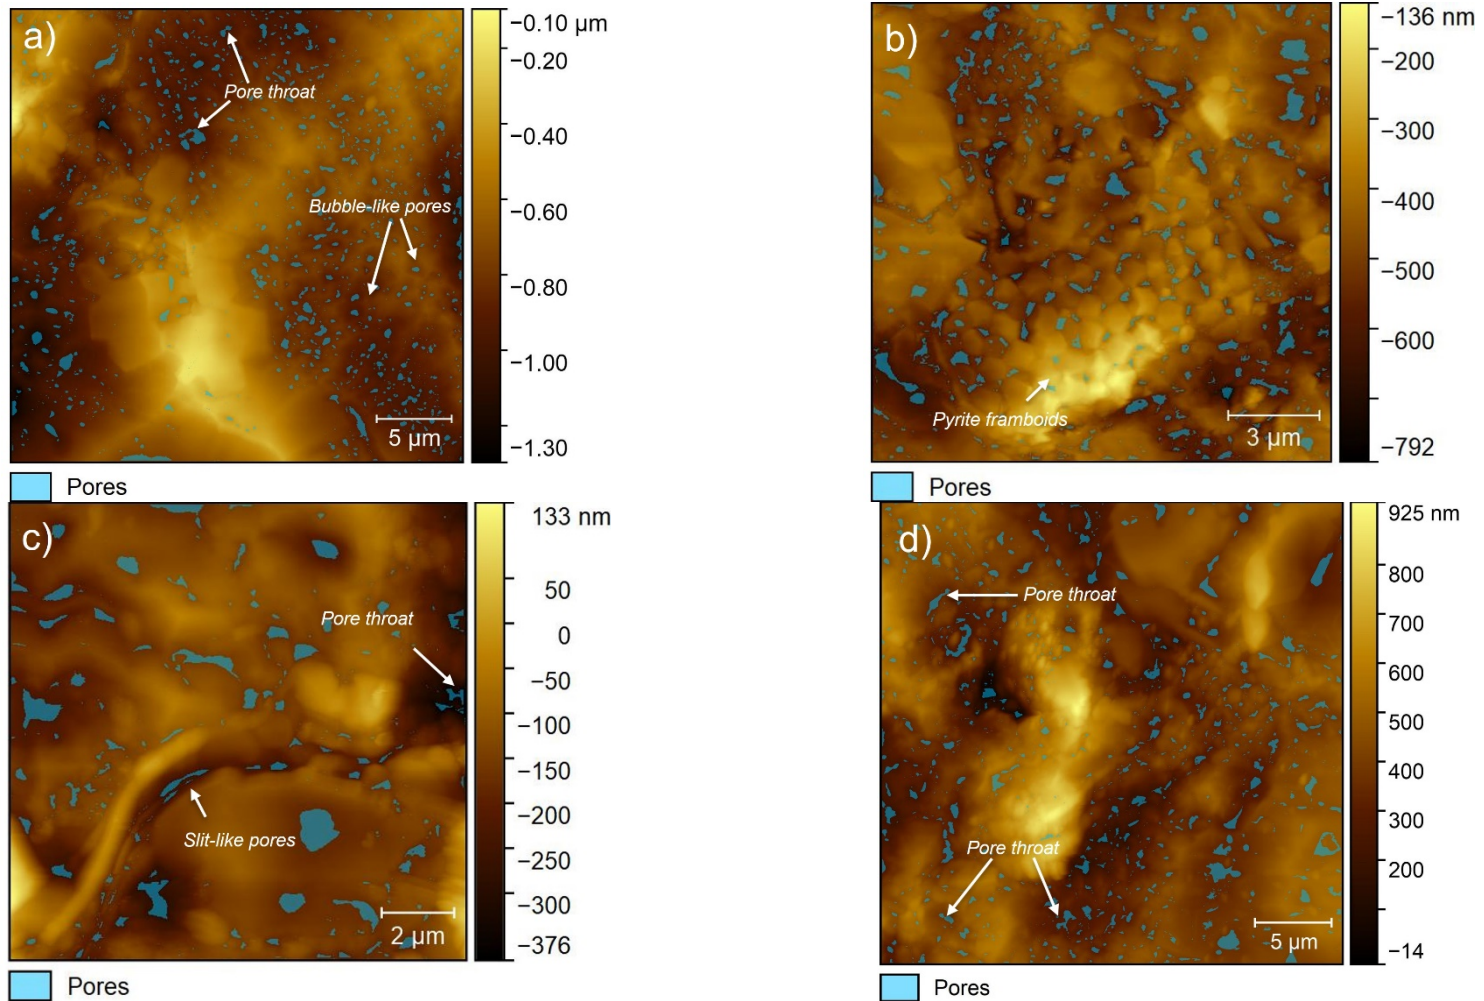 a)
Pore throat
Bubble-like pores
5 µm
−0.10 µm
−0.20
−0.40
−0.60
−0.80
−1.00
−1.30
Pores
b)
Pyrite framboids
3 µm
−136 nm
−200
−300
−400
−500
−600
−792
Pores
c)
Pore throat
Slit-like pores
2 µm
133 nm
50
0
−50
−100
−150
−200
−250
−300
−376
Pores
d)
Pore throat
Pore throat
5 µm
925 nm
800
700
600
500
400
300
200
−14
Pores